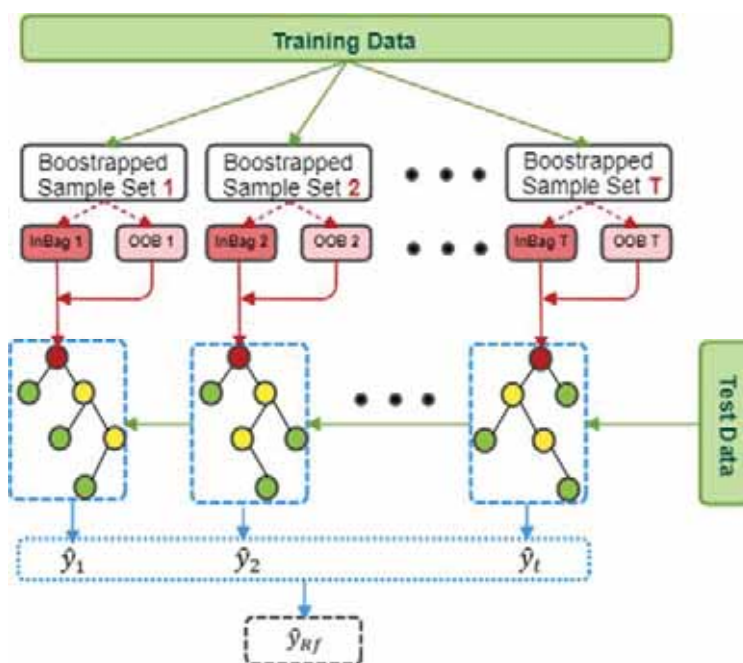 Training Data
Boostrapped
Sample Set 1
Boostrapped
Sample Set 2
Boostrapped
Sample Set T
InBag 1
OOB 1
InBag 2
OOB 2
InBag T
OOB T
Test Data
ŷ₁
ŷ₂
ŷₜ
ŷ_Rf